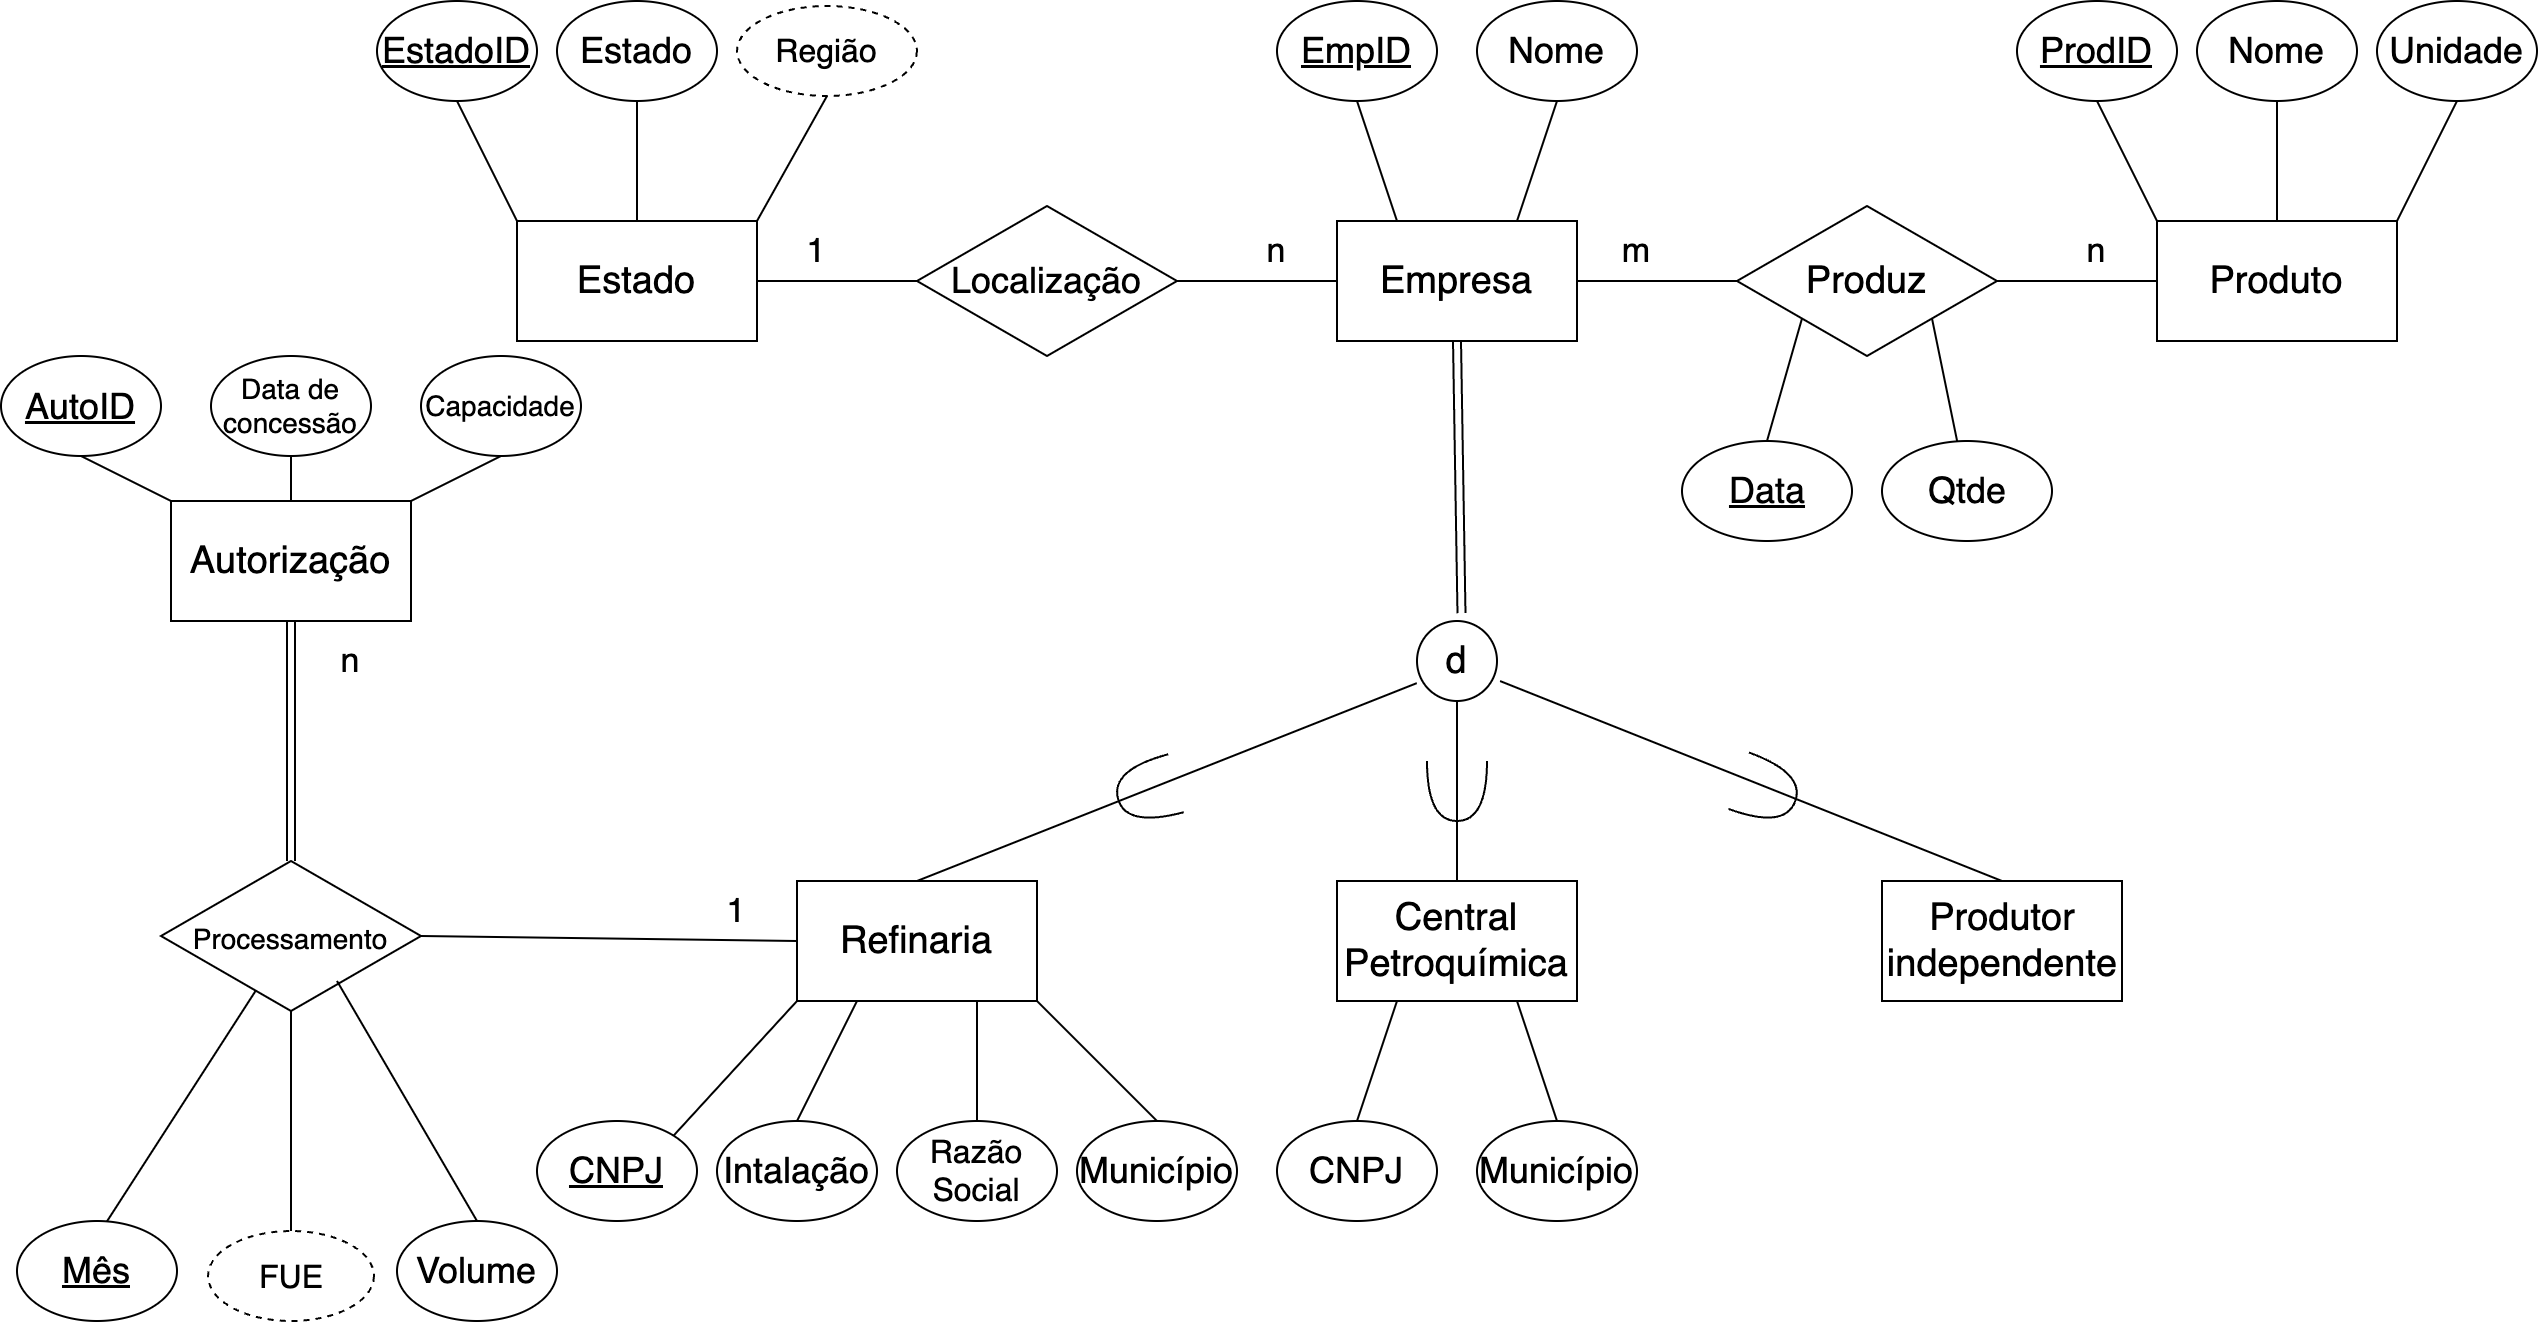 EstadoID
Estado
Região
EmpID
Nome
ProdID
Nome
Unidade
Estado
1
Localização
n
Empresa
m
Produz
n
Produto
AutoID
Data de
concessão
Capacidade
Data
Qtde
Autorização
n
d
Processamento
1
Refinaria
Central
Petroquímica
Produtor
independente
CNPJ
Intalação
Razão
Social
Município
CNPJ
Município
Mês
FUE
Volume